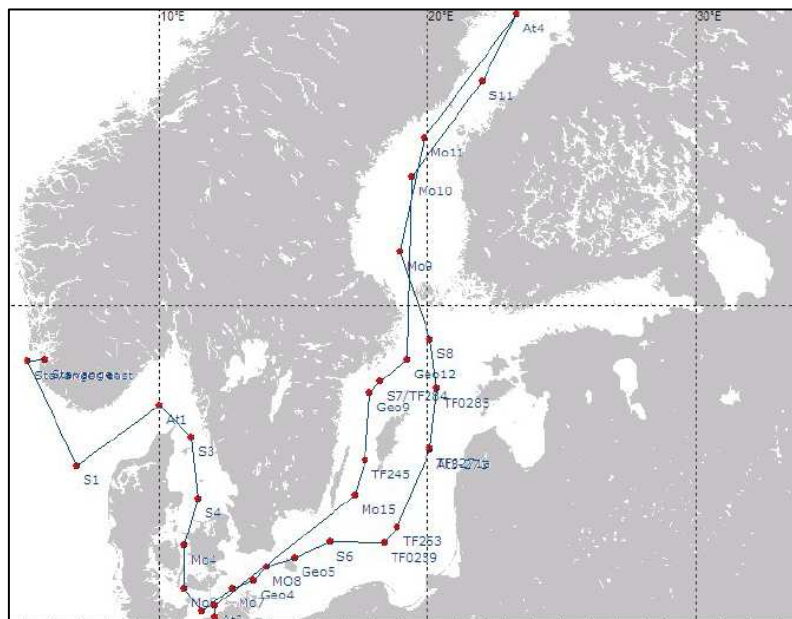 10°E
20°E
30°E
At4
S11
Mo11
Mo10
Mo9
S8
Geo12
S7/TF284
TF0285
Geo9
At1
S3
S1
TF245
S4
Mo15
TF263
TF0259
S6
Mo4
MO8
Geo5
Geo4
Mo7